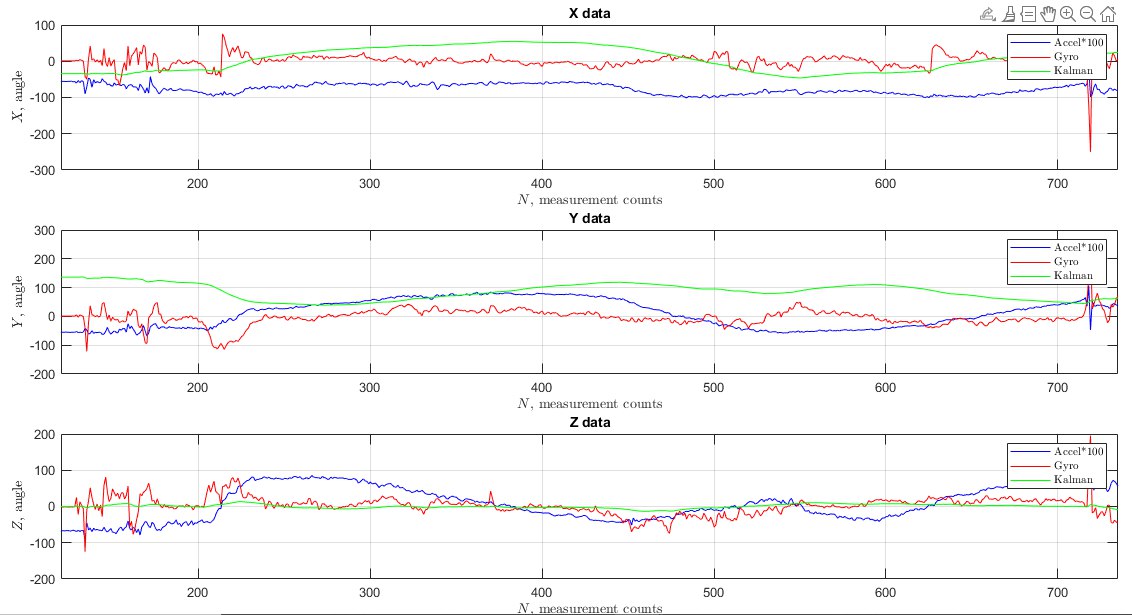 X data
100
0
-100
-200
-300
X, angle
Accel*100
Gyro
Kalman
200 300 400 500 600 700
N, measurement counts
Y data
300
200
100
0
-100
-200
Y, angle
Accel*100
Gyro
Kalman
200 300 400 500 600 700
N, measurement counts
Z data
200
100
0
-100
-200
Z, angle
Accel*100
Gyro
Kalman
200 300 400 500 600 700
N, measurement counts